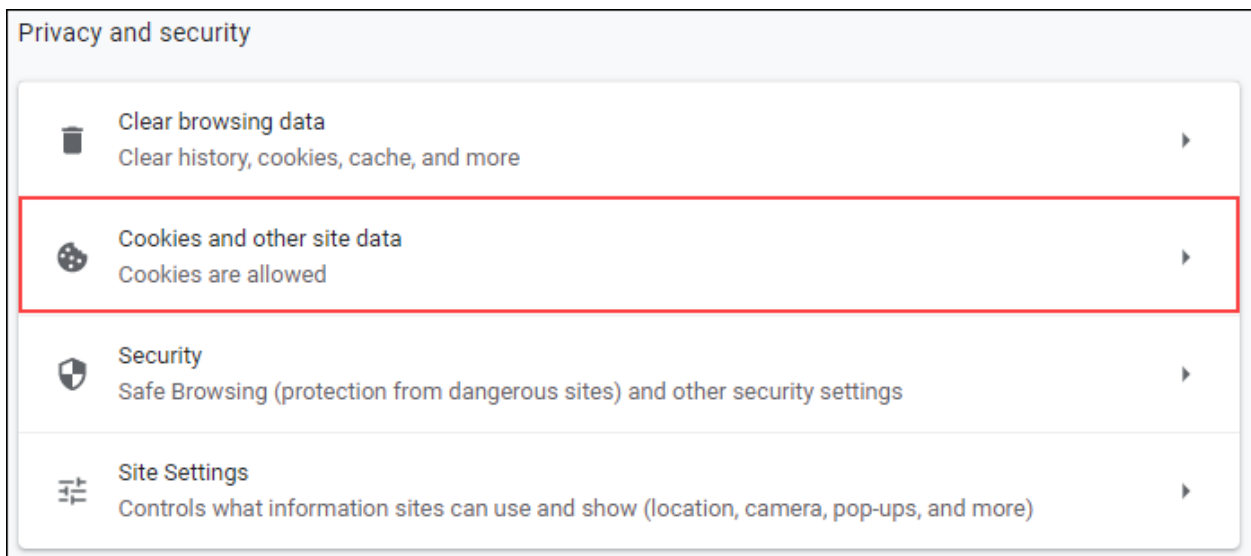 Privacy and security
Clear browsing data
Clear history, cookies, cache, and more
Cookies and other site data
Cookies are allowed
Security
Safe Browsing (protection from dangerous sites) and other security settings
Site Settings
Controls what information sites can use and show (location, camera, pop-ups, and more)